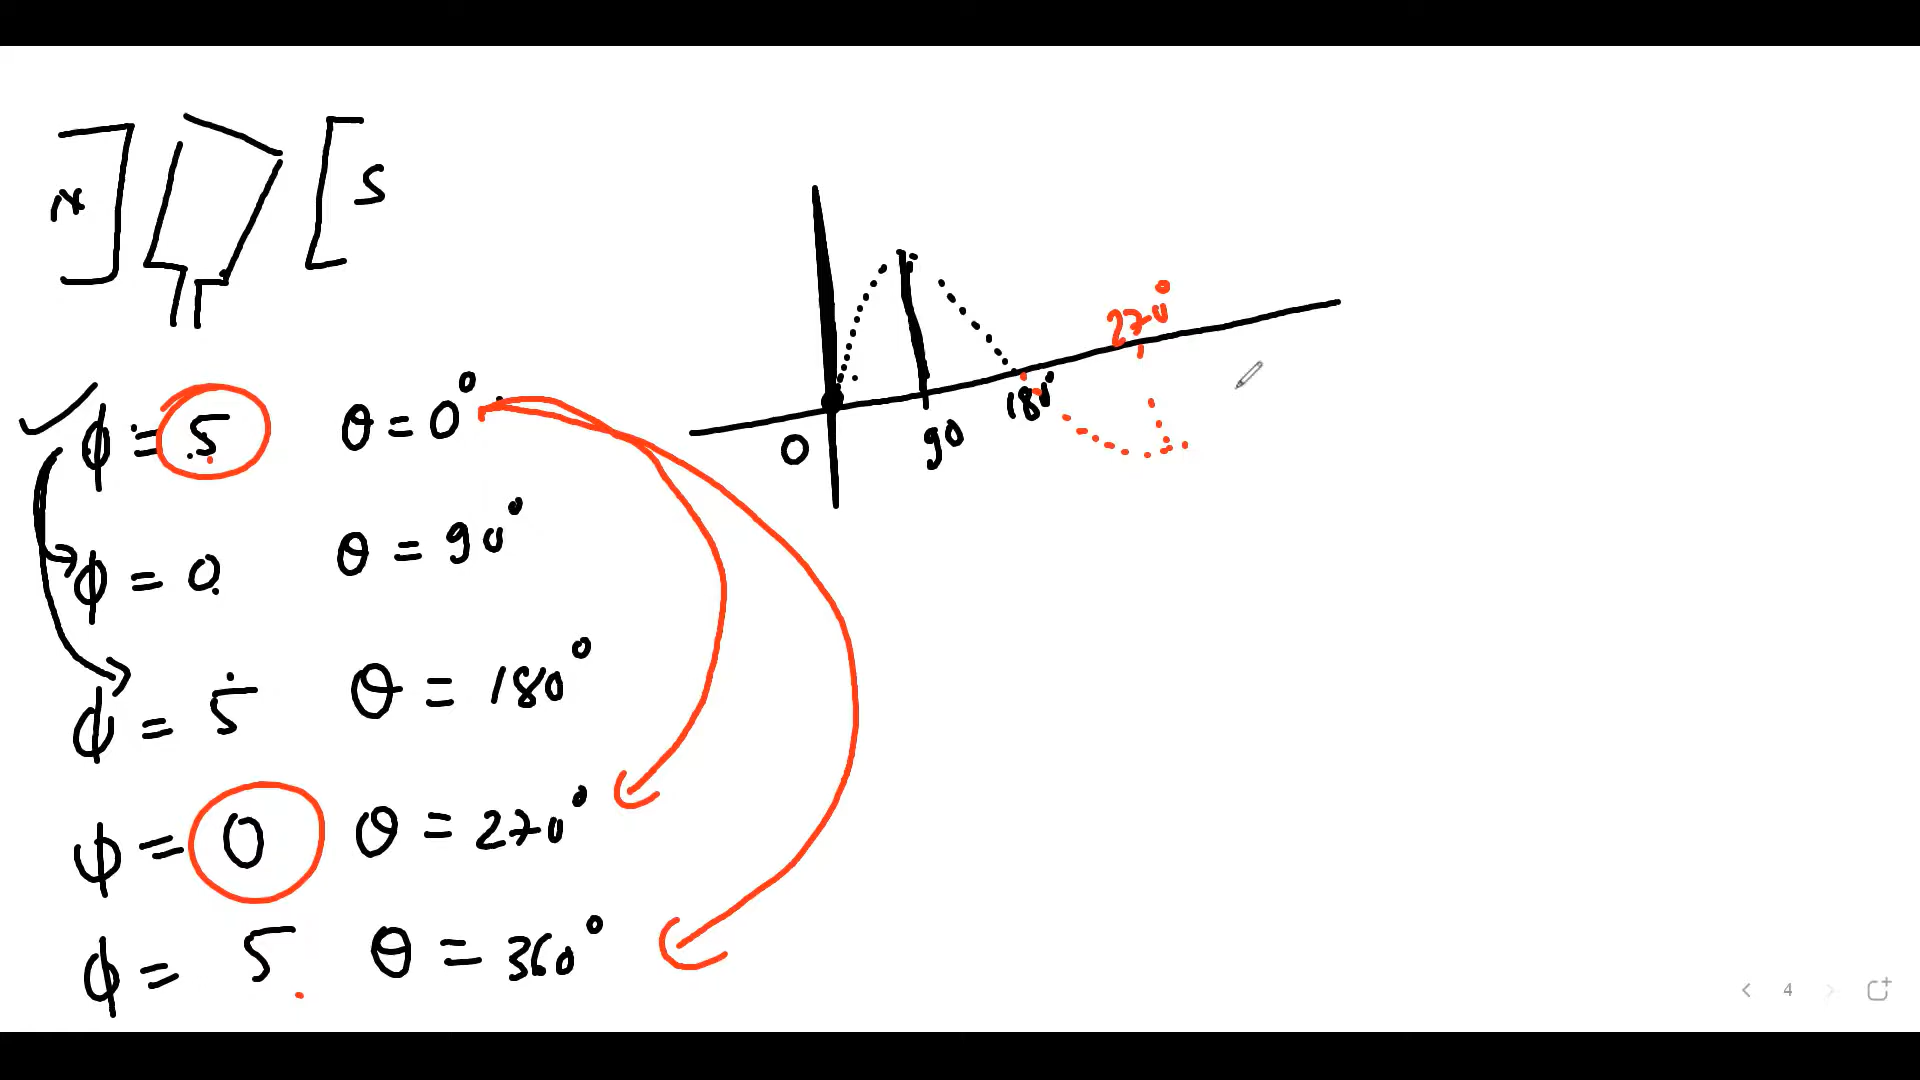 N S
ϕ = 5 θ = 0°
ϕ = 0 θ = 90°
ϕ = 5 θ = 180°
ϕ = 0 θ = 270°
ϕ = 5 θ = 360°
0 90 180° 270°
4